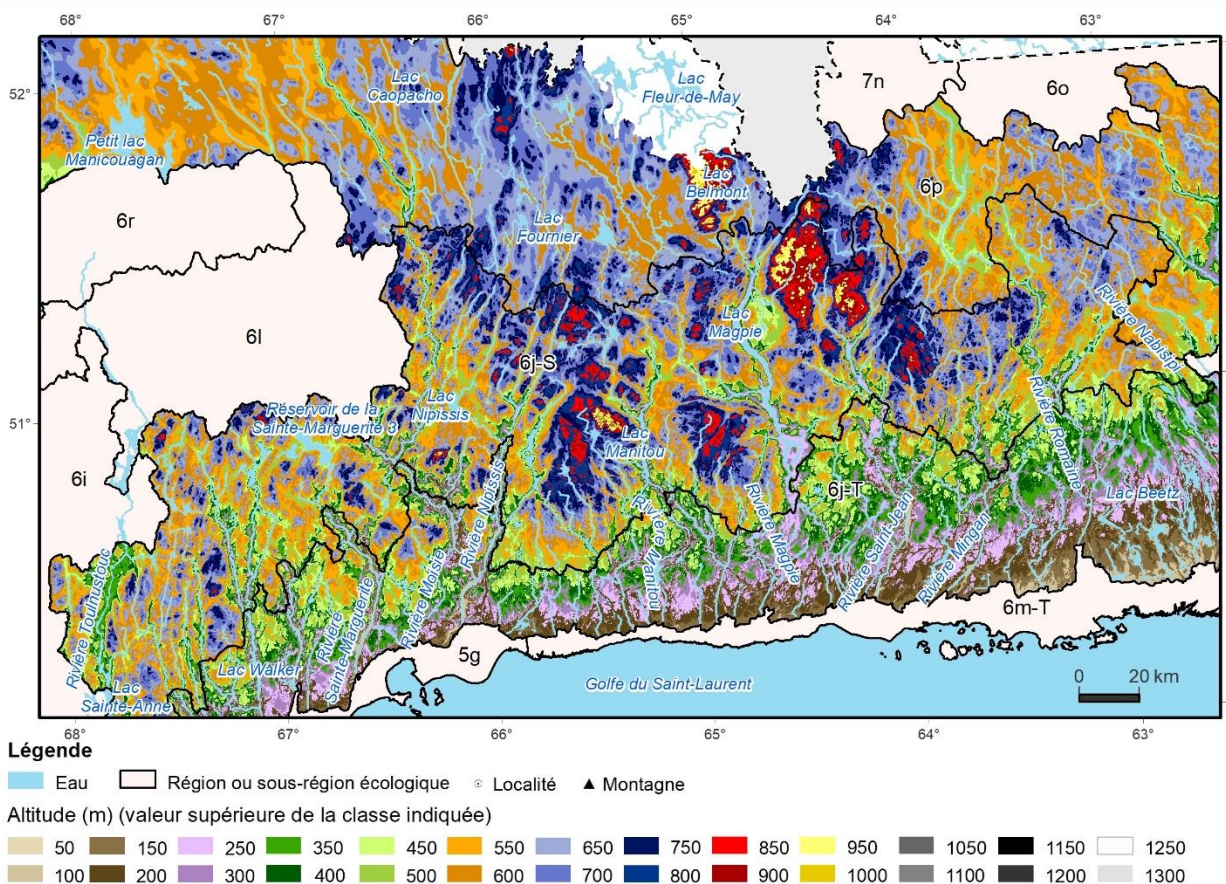 68° 67° 66° 65° 64° 63°
52°
Lac
Caopacho
Lac
Fleur-de-May
7n
6o
Petit lac
Manicouagan
Lac
Belmont
6p
6r
Lac
Fournier
Rivière Nabisipi
Lac
Magpie
6l
6j-S
Rivière Romaine
Lac
Nipissis
51°
Réservoir de la
Sainte-Marguerite 3
Lac
Manitou
6i
6j-T
Lac Beetz
Rivière Nipissis
Rivière Toulnustouc
Rivière Moisie
Rivière Manitou
Rivière Magpie
Rivière Saint-Jean
Rivière Mingan
Rivière
Sainte-Marguerite
6m-T
5g
Lac Walker
Lac
Sainte-Anne
Golfe du Saint-Laurent
0 20 km
68° 67° 66° 65° 64° 63°
Légende
Eau Région ou sous-région écologique Localité Montagne
Altitude (m) (valeur supérieure de la classe indiquée)
50 150 250 350 450 550 650 750 850 950 1050 1150 1250
100 200 300 400 500 600 700 800 900 1000 1100 1200 1300